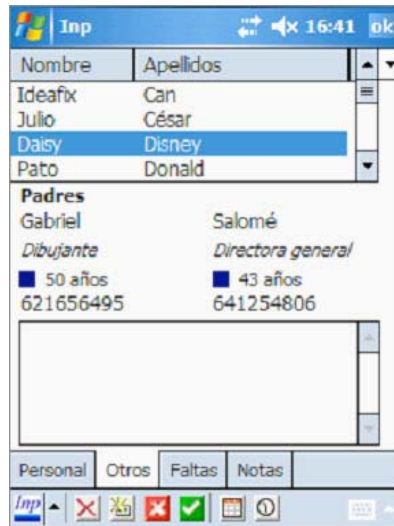 Inp 16:41 ok
Nombre Apellidos
Ideafix Can
Julio César
Daisy Disney
Pato Donald
Padres
Gabriel Salomé
Dibujante Directora general
50 años 43 años
621656495 641254806
Personal Otros Faltas Notas
Inp